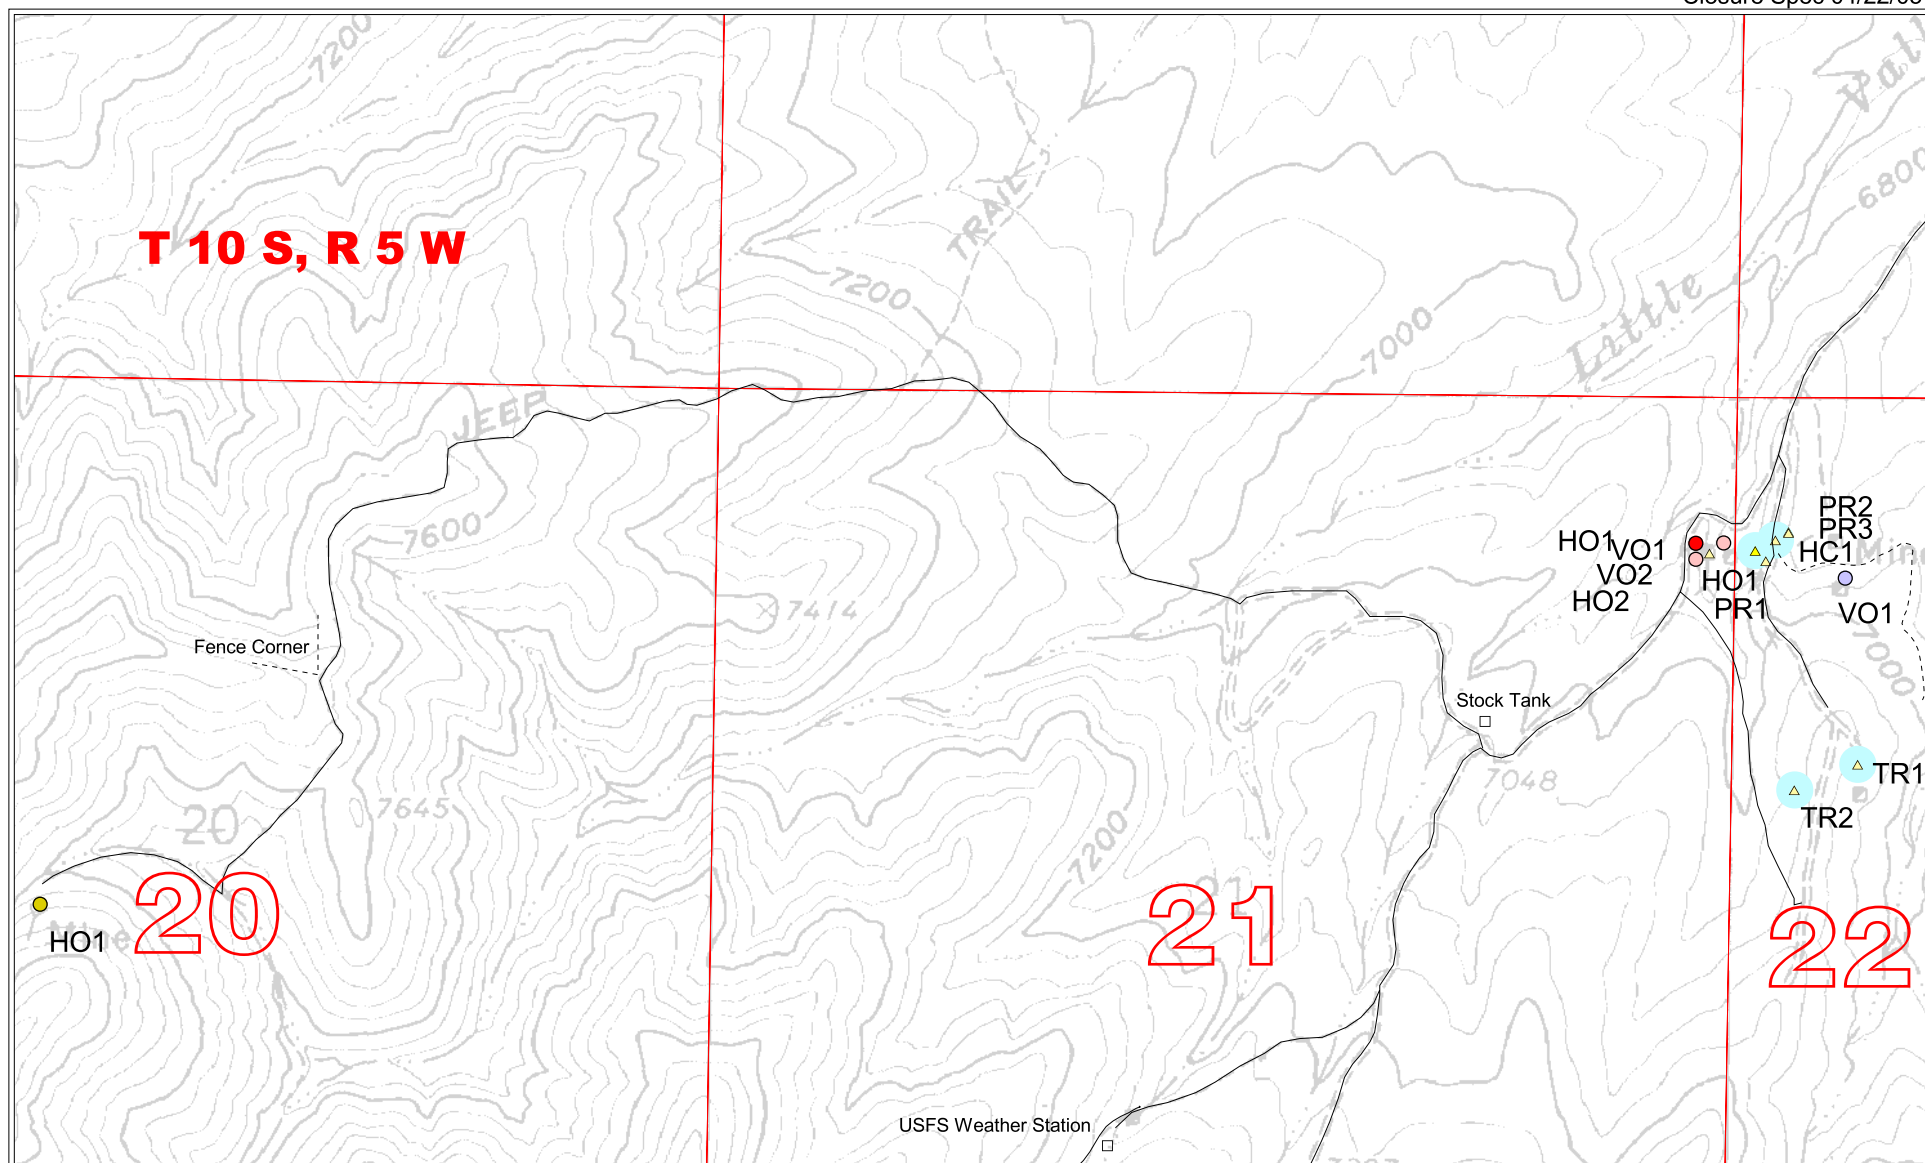 7200
T 10 S, R 5 W
TRAIL
7200
6800
Little
7000
JEEP
7600
PR2
PR3
HC1
HO1
VO1
VO2
HO1
HO2
PR1
VO1
7414
Fence Corner
7000
Stock Tank
7048
TR1
TR2
7645
20
7200
21
20
21
22
HO1
Mine
USFS Weather Station